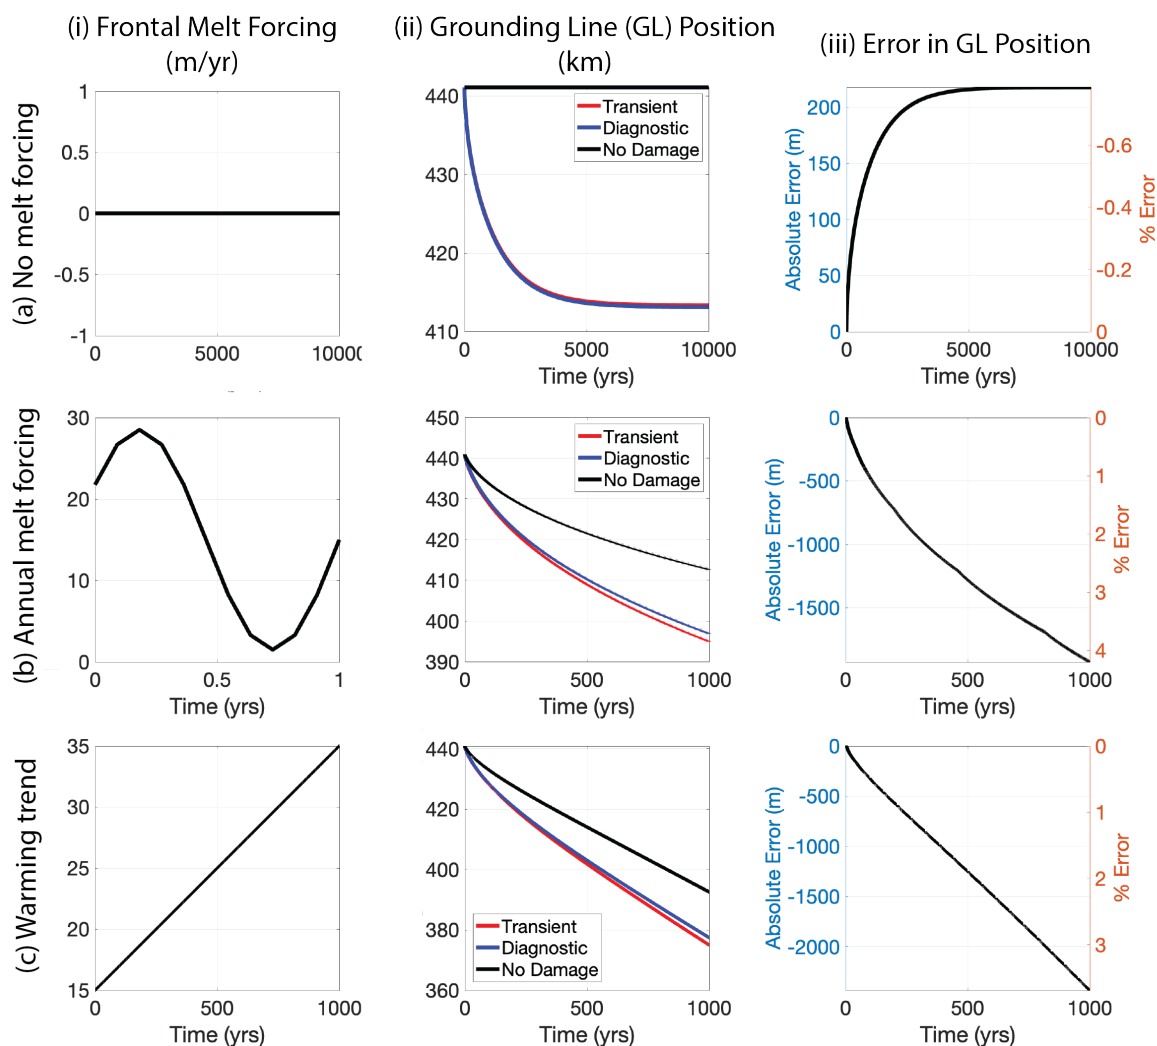 (i) Frontal Melt Forcing
(m/yr)
(ii) Grounding Line (GL) Position
(km)
(iii) Error in GL Position
(a) No melt forcing
1
0.5
0
-0.5
-1
0
5000
10000
440
430
420
410
Transient
Diagnostic
No Damage
0
5000
10000
Time (yrs)
Absolute Error (m)
200
150
100
50
0
-0.6
-0.4
-0.2
0
% Error
0
5000
10000
Time (yrs)
(b) Annual melt forcing
30
20
10
0
0
0.5
1
Time (yrs)
450
440
430
420
410
400
390
Transient
Diagnostic
No Damage
0
500
1000
Time (yrs)
Absolute Error (m)
0
-500
-1000
-1500
0
1
2
3
4
% Error
0
500
1000
Time (yrs)
(c) Warming trend
35
30
25
20
15
0
500
1000
Time (yrs)
440
420
400
380
360
Transient
Diagnostic
No Damage
0
500
1000
Time (yrs)
Absolute Error (m)
0
-500
-1000
-1500
-2000
0
1
2
3
% Error
0
500
1000
Time (yrs)